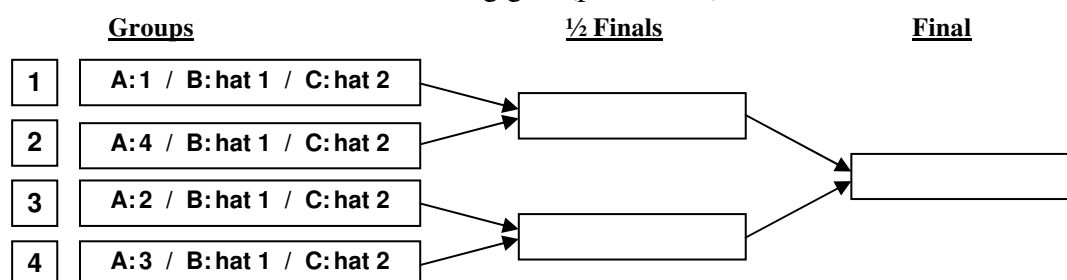 Groups ½ Finals Final
1 A:1 / B:hat 1 / C:hat 2
2 A:4 / B:hat 1 / C:hat 2
3 A:2 / B:hat 1 / C:hat 2
4 A:3 / B:hat 1 / C:hat 2